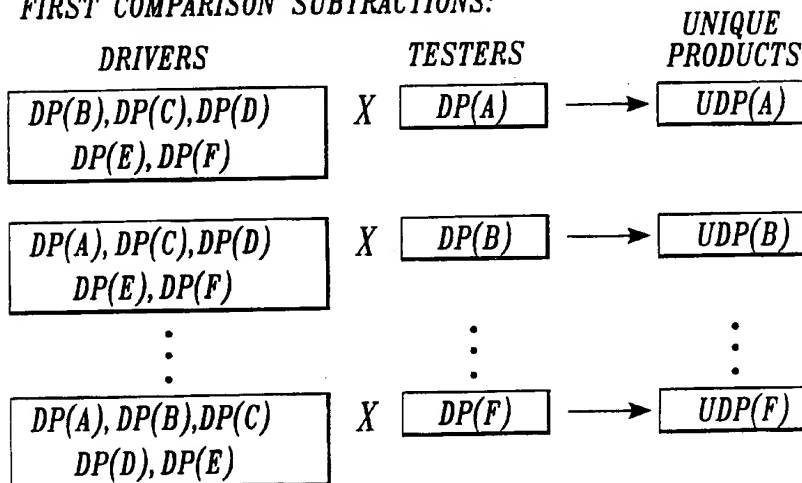 FIRST COMPARISON SUBTRACTIONS:
DRIVERS
TESTERS
UNIQUE
PRODUCTS
DP(B),DP(C),DP(D)
DP(E),DP(F)
X
DP(A)
UDP(A)
DP(A),DP(C),DP(D)
DP(E),DP(F)
X
DP(B)
UDP(B)
DP(A),DP(B),DP(C)
DP(D),DP(E)
X
DP(F)
UDP(F)